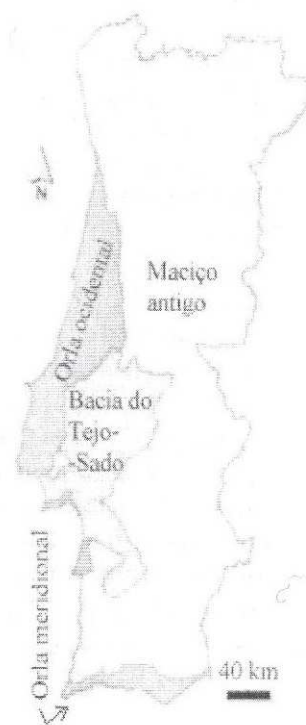 Orla ocidental
Maciço
antigo
Bacia do
Tejo-
-Sado
Orla meridional
40 km